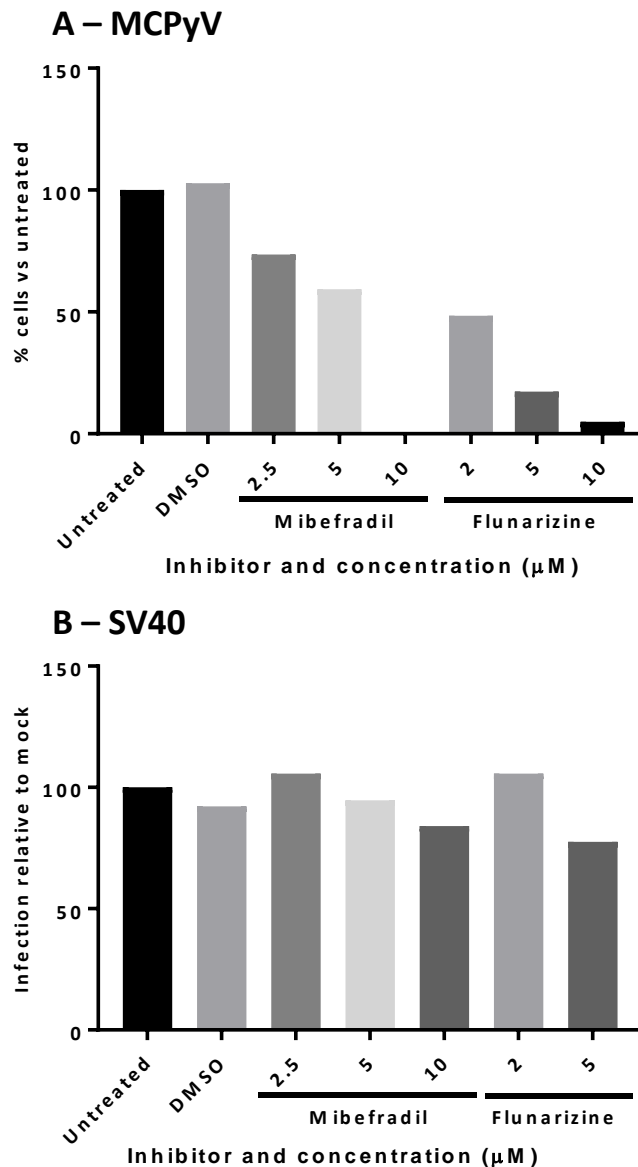 A – MCPyV
% cells vs untreated
150
100
50
0
Untreated
DMSO
2.5
5
10
2
5
10
Mibefradil
Flunarizine
Inhibitor and concentration (μM)
B – SV40
Infection relative to mock
150
100
50
0
Untreated
DMSO
2.5
5
10
2
5
Mibefradil
Flunarizine
Inhibitor and concentration (μM)